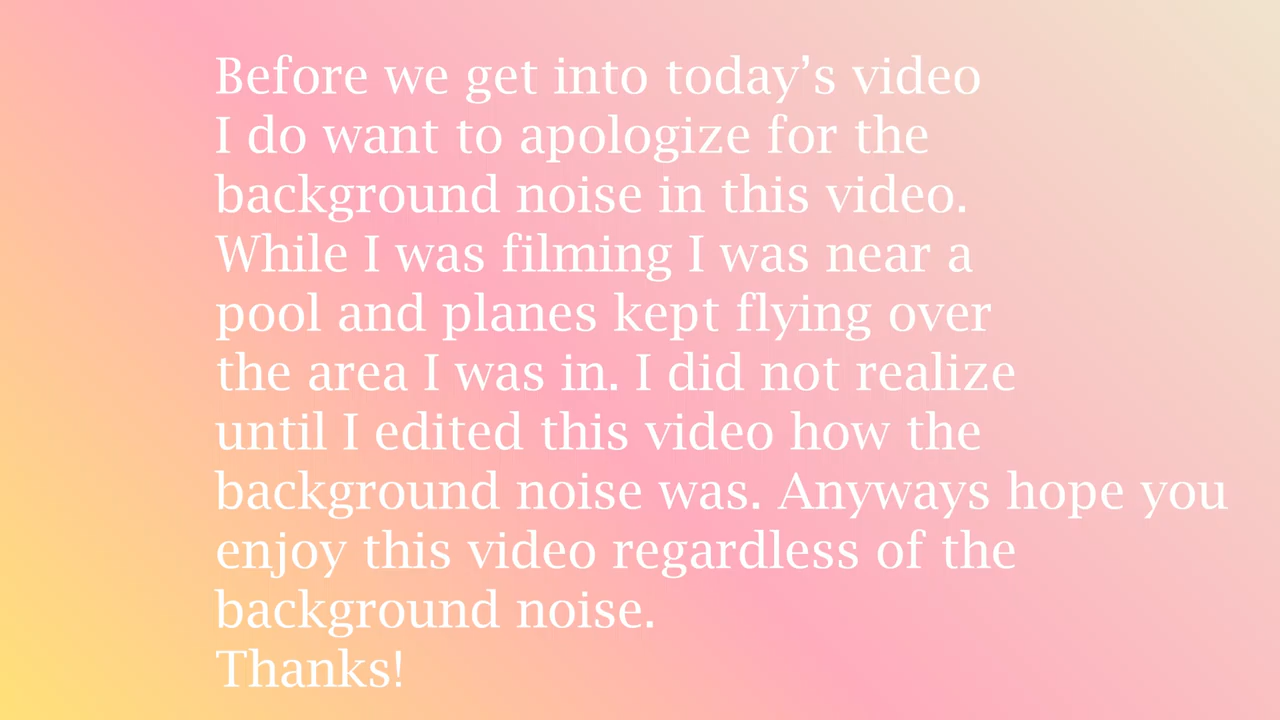 Before we get into today’s video
I do want to apologize for the
background noise in this video.
While I was filming I was near a
pool and planes kept flying over
the area I was in. I did not realize
until I edited this video how the
background noise was. Anyways hope you
enjoy this video regardless of the
background noise.
Thanks!